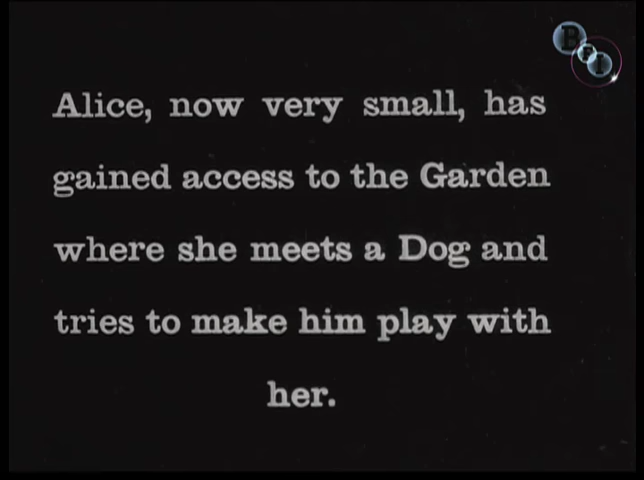 BFI
Alice, now very small, has
gained access to the Garden
where she meets a Dog and
tries to make him play with
her.